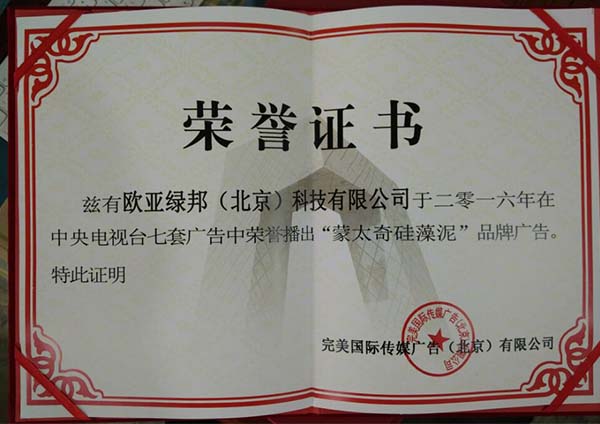 荣誉证书
兹有欧亚绿邦（北京）科技有限公司于二零一六年在
中央电视台七套广告中荣誉播出“蒙太奇硅藻泥”品牌广告。
特此证明
完美国际传媒广告（北京）有限公司